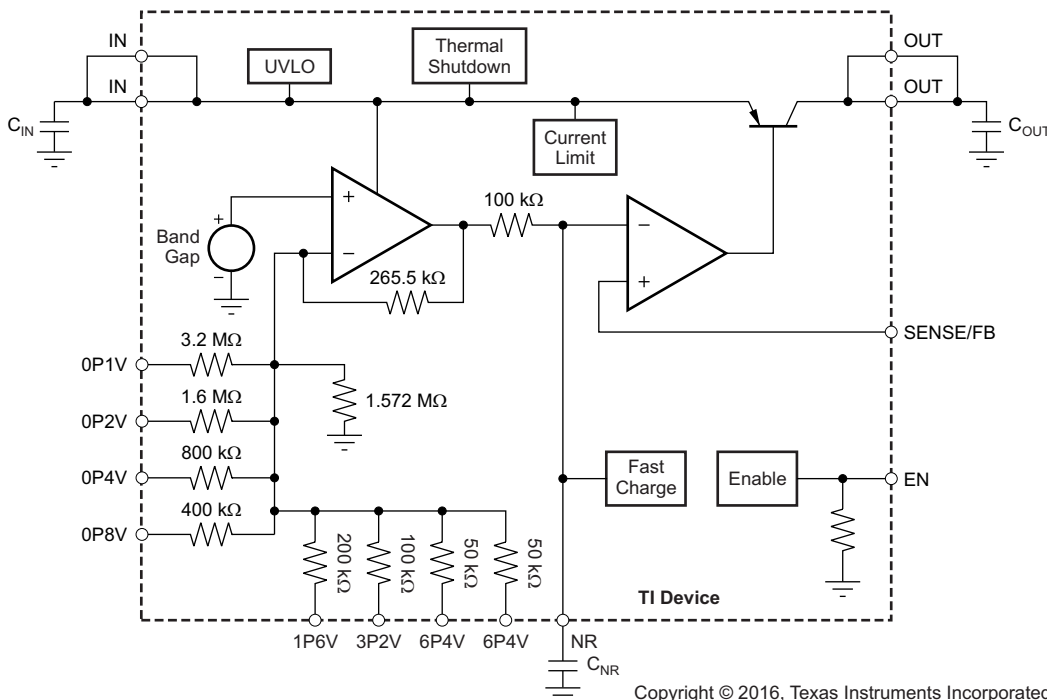 IN
IN
UVLO
Thermal
Shutdown
OUT
OUT
CIN
Current
Limit
COUT
100 kΩ
+
−
Band
Gap
+
−
265.5 kΩ
−
+
SENSE/FB
0P1V
3.2 MΩ
1.572 MΩ
0P2V
1.6 MΩ
0P4V
800 kΩ
Fast
Charge
Enable
EN
0P8V
400 kΩ
200 kΩ
100 kΩ
50 kΩ
50 kΩ
TI Device
1P6V
3P2V
6P4V
6P4V
NR
CNR
Copyright © 2016, Texas Instruments Incorporated